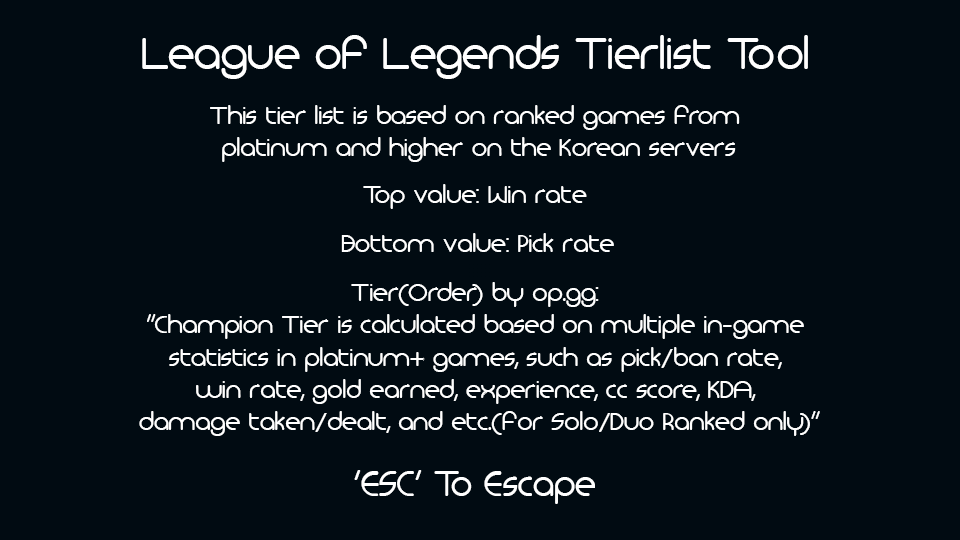 League of Legends Tierlist Tool
This tier list is based on ranked games from
platinum and higher on the Korean servers
Top value: Win rate
Bottom value: Pick rate
Tier(Order) by op.gg:
"Champion Tier is calculated based on multiple in-game
statistics in platinum+ games, such as pick/ban rate,
win rate, gold earned, experience, cc score, KDA,
damage taken/dealt, and etc.(for Solo/Duo Ranked only)"
'ESC' To Escape